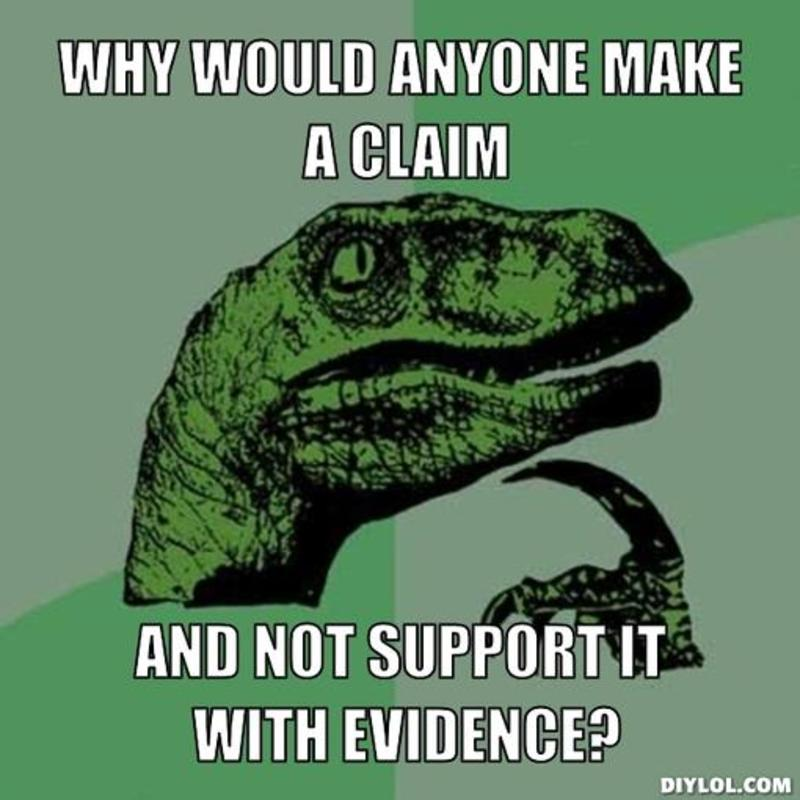 WHY WOULD ANYONE MAKE
A CLAIM
AND NOT SUPPORT IT
WITH EVIDENCE?
DIYLOL.COM